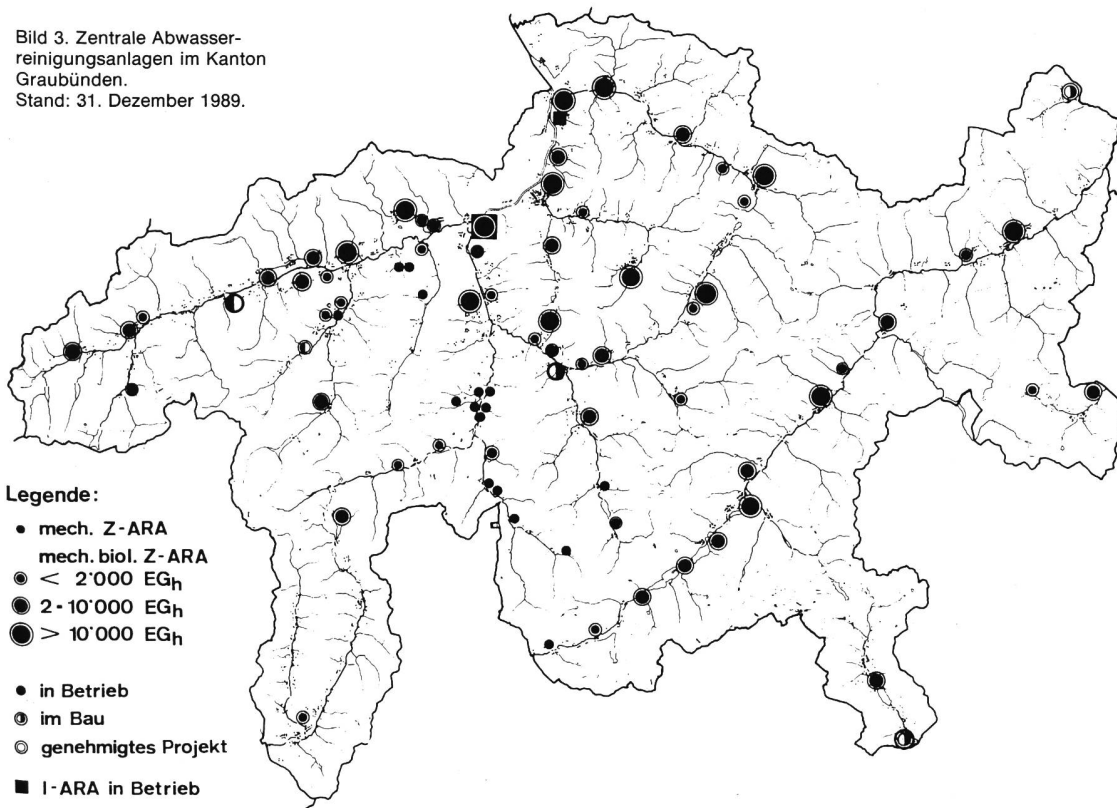 Bild 3. Zentrale Abwasser-
reinigungsanlagen im Kanton
Graubünden.
Stand: 31. Dezember 1989.
Legende:
mech. Z-ARA
mech. biol. Z-ARA
< 2'000 EGh
2-10'000 EGh
> 10'000 EGh
in Betrieb
im Bau
genehmigtes Projekt
I-ARA in Betrieb